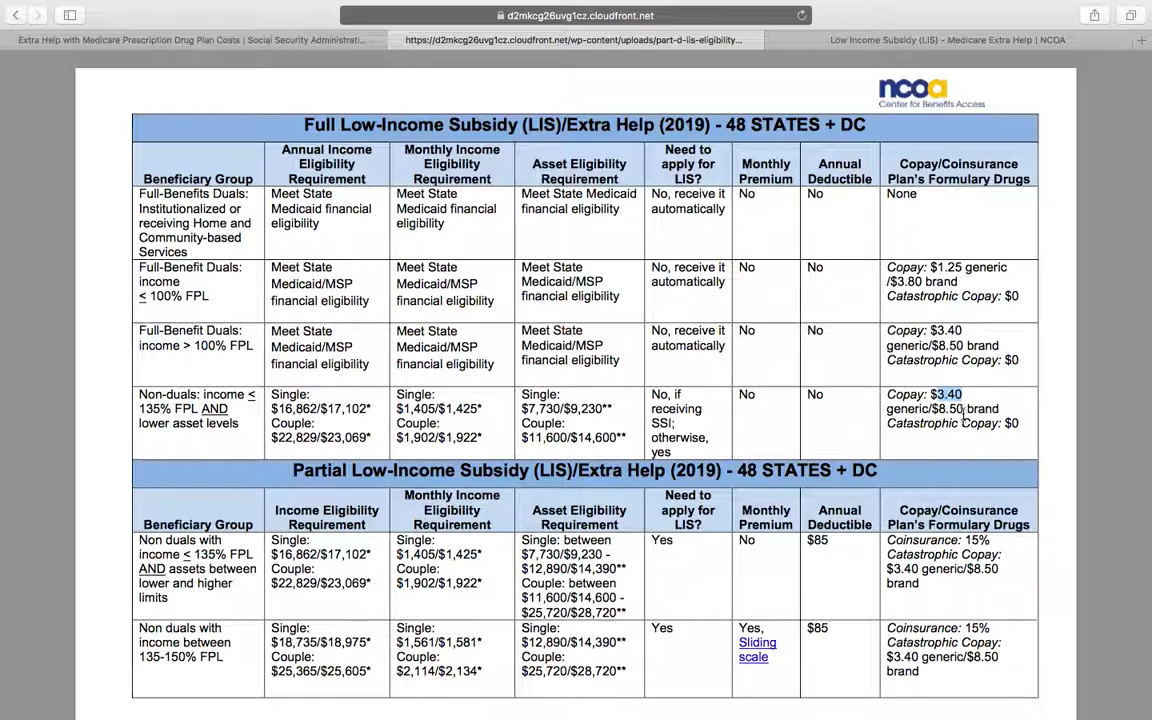 d2mkcg26uvg1cz.cloudfront.net
Extra Help with Medicare Prescription Drug Plan Costs | Social Security Administrati...
https://d2mkcg26uvg1cz.cloudfront.net/wp-content/uploads/part-d-lis-eligibility...
Low Income Subsidy (LIS) – Medicare Extra Help | NCOA
ncoa
Center for Benefits Access
Full Low-Income Subsidy (LIS)/Extra Help (2019) - 48 STATES + DC
Beneficiary Group
Annual Income
Eligibility
Requirement
Monthly Income
Eligibility
Requirement
Asset Eligibility
Requirement
Need to
apply for
LIS?
Monthly
Premium
Annual
Deductible
Copay/Coinsurance
Plan's Formulary Drugs
Full-Benefits Duals:
Institutionalized or
receiving Home and
Community-based
Services
Meet State
Medicaid financial
eligibility
Meet State
Medicaid financial
eligibility
Meet State Medicaid
financial eligibility
No, receive it
automatically
No
No
None
Full-Benefit Duals:
income
< 100% FPL
Meet State
Medicaid/MSP
financial eligibility
Meet State
Medicaid/MSP
financial eligibility
Meet State
Medicaid/MSP
financial eligibility
No, receive it
automatically
No
No
Copay: $1.25 generic
/$3.80 brand
Catastrophic Copay: $0
Full-Benefit Duals:
income > 100% FPL
Meet State
Medicaid/MSP
financial eligibility
Meet State
Medicaid/MSP
financial eligibility
Meet State
Medicaid/MSP
financial eligibility
No, receive it
automatically
No
No
Copay: $3.40
generic/$8.50 brand
Catastrophic Copay: $0
Non-duals: income <
135% FPL AND
lower asset levels
Single:
$16,862/$17,102*
Couple:
$22,829/$23,069*
Single:
$1,405/$1,425*
Couple:
$1,902/$1,922*
Single:
$7,730/$9,230**
Couple:
$11,600/$14,600**
No, if
receiving
SSI;
otherwise,
yes
No
No
Copay: $3.40
generic/$8.50 brand
Catastrophic Copay: $0
Partial Low-Income Subsidy (LIS)/Extra Help (2019) - 48 STATES + DC
Beneficiary Group
Income Eligibility
Requirement
Monthly Income
Eligibility
Requirement
Asset Eligibility
Requirement
Need to
apply for
LIS?
Monthly
Premium
Annual
Deductible
Copay/Coinsurance
Plan's Formulary Drugs
Non duals with
income < 135% FPL
AND assets between
lower and higher
limits
Single:
$16,862/$17,102*
Couple:
$22,829/$23,069*
Single:
$1,405/$1,425*
Couple:
$1,902/$1,922*
Single: between
$7,730/$9,230 -
$12,890/$14,390**
Couple: between
$11,600/$14,600 -
$25,720/$28,720**
Yes
No
$85
Coinsurance: 15%
Catastrophic Copay:
$3.40 generic/$8.50
brand
Non duals with
income between
135-150% FPL
Single:
$18,735/$18,975*
Couple:
$25,365/$25,605*
Single:
$1,561/$1,581*
Couple:
$2,114/$2,134*
Single:
$12,890/$14,390**
Couple:
$25,720/$28,720**
Yes
Yes,
Sliding
scale
$85
Coinsurance: 15%
Catastrophic Copay:
$3.40 generic/$8.50
brand